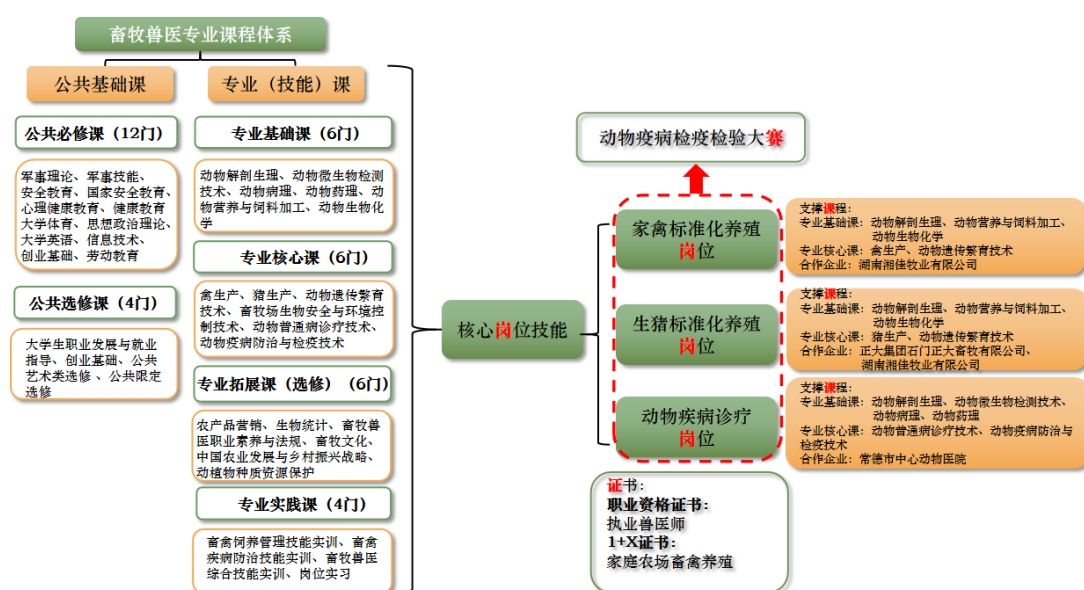 畜牧兽医专业课程体系
公共基础课
专业（技能）课
公共必修课（12门）
军事理论、军事技能、
安全教育、国家安全教育、
心理健康教育、健康教育
大学体育、思想政治理论、
大学英语、信息技术、
创业基础、劳动教育
公共选修课（4门）
大学生职业发展与就业
指导、创业基础、公共
艺术类选修 、公共限定
选修
专业基础课（6门）
动物解剖生理、动物微生物检测
技术、动物病理、动物药理、动
物营养与饲料加工、动物生物化
学
专业核心课（6门）
禽生产、猪生产、动物遗传繁育
技术、畜牧场生物安全与环境控
制技术、动物普通病诊疗技术、
动物疫病防治与检疫技术
专业拓展课（选修）（6门）
农产品营销、生物统计、畜牧兽
医职业素养与法规、畜牧文化、
中国农业发展与乡村振兴战略、
动植物种质资源保护
专业实践课（4门）
畜禽饲养管理技能实训、畜禽
疾病防治技能实训、畜牧兽医
综合技能实训、岗位实习
核心岗位技能
动物疫病检疫检验大赛
家禽标准化养殖
岗位
生猪标准化养殖
岗位
动物疾病诊疗
岗位
支撑课程：
专业基础课：动物解剖生理、动物营养与饲料加工、
动物生物化学
专业核心课：禽生产、动物遗传繁育技术
合作企业：湖南湘佳牧业有限公司
支撑课程：
专业基础课：动物解剖生理、动物营养与饲料加工、
动物生物化学
专业核心课：猪生产、动物遗传繁育技术
合作企业：正大集团石门正大畜牧有限公司、
湖南湘佳牧业有限公司
支撑课程：
专业基础课：动物解剖生理、动物微生物检测技术、
动物病理、动物药理
专业核心课：动物普通病诊疗技术、动物疫病防治与
检疫技术
合作企业：常德市中心动物医院
证书：
职业资格证书：
执业兽医师
1+X证书：
家庭农场畜禽养殖